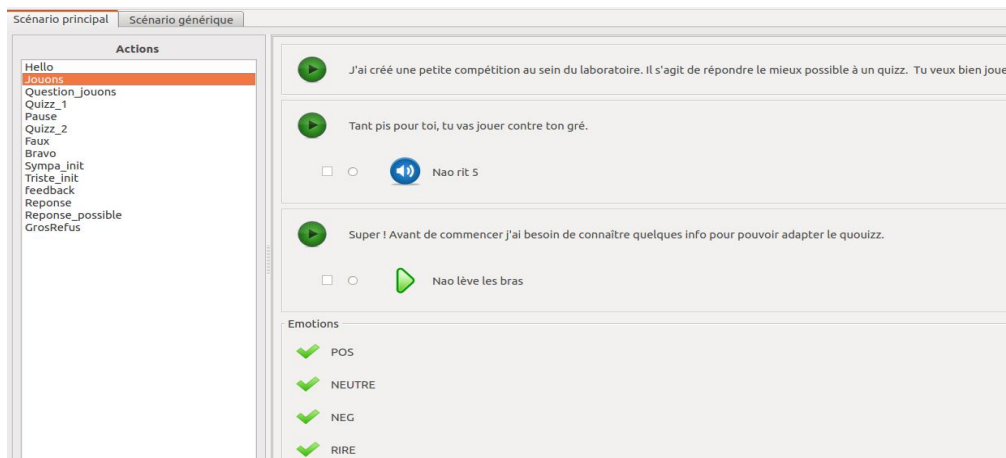 Scénario principal Scénario générique
Actions
Hello
Jouons
Question_jouons
Quizz_1
Pause
Quizz_2
Faux
Bravo
Sympa_init
Triste_init
feedback
Reponse
Reponse_possible
GrosRefus
J'ai créé une petite compétition au sein du laboratoire. Il s'agit de répondre le mieux possible à un quizz. Tu veux bien joue
Tant pis pour toi, tu vas jouer contre ton gré.
Nao rit 5
Super ! Avant de commencer j'ai besoin de connaître quelques info pour pouvoir adapter le quouizz.
Nao lève les bras
Emotions
POS
NEUTRE
NEG
RIRE